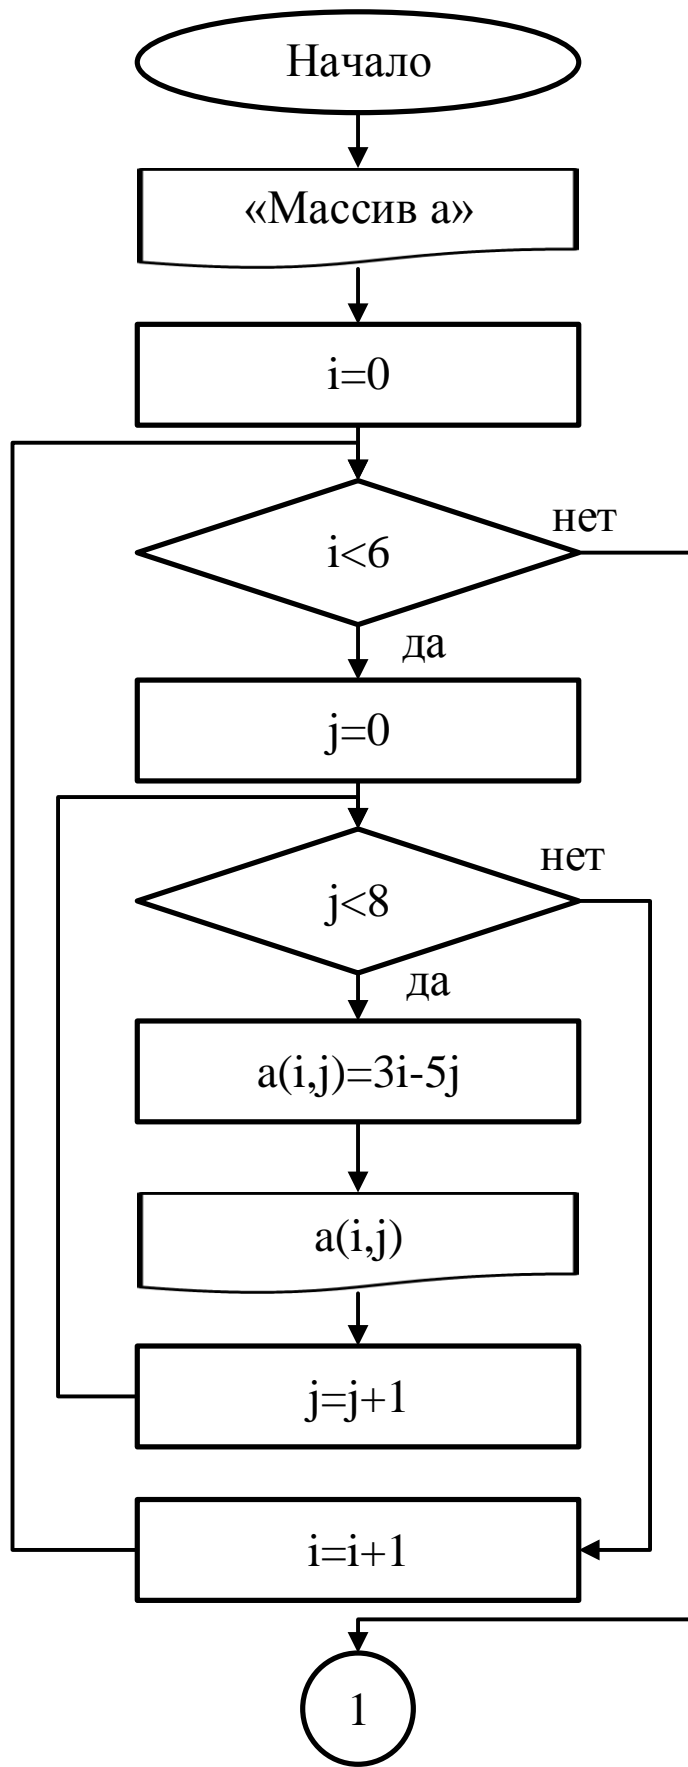 Начало
«Массив a»
i=0
i<6
нет
да
j=0
j<8
нет
да
a(i,j)=3i-5j
a(i,j)
j=j+1
i=i+1
1